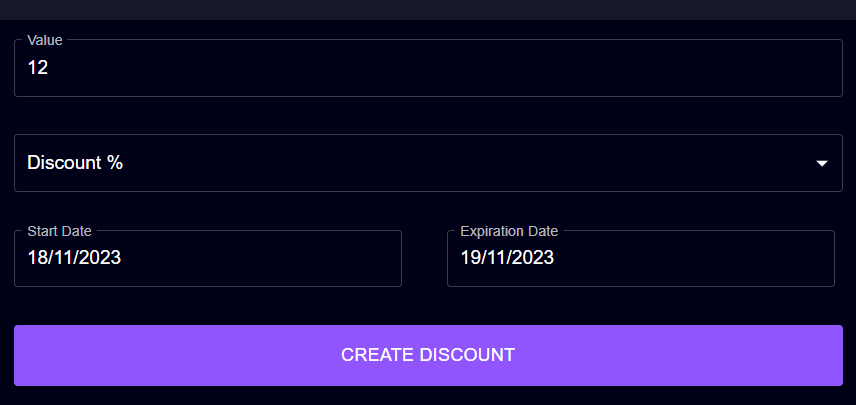 Value
12
Discount %
Start Date
Expiration Date
18/11/2023
19/11/2023
CREATE DISCOUNT